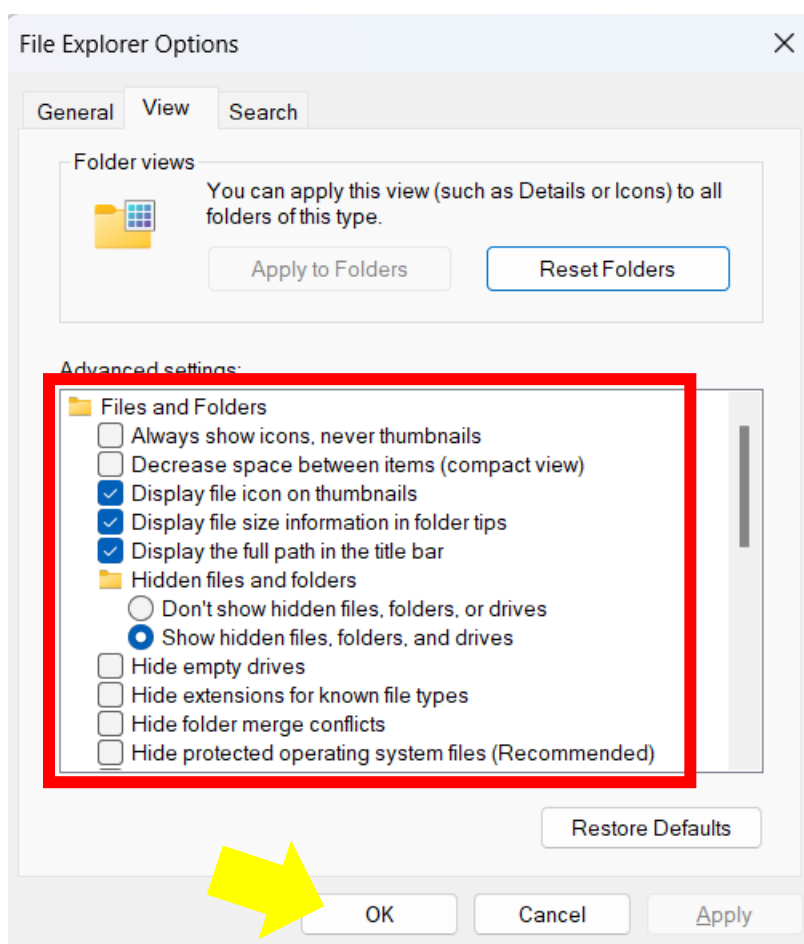 File Explorer Options
General View Search
Folder views
You can apply this view (such as Details or Icons) to all
folders of this type.
Apply to Folders Reset Folders
Advanced settings:
Files and Folders
Always show icons, never thumbnails
Decrease space between items (compact view)
Display file icon on thumbnails
Display file size information in folder tips
Display the full path in the title bar
Hidden files and folders
Don't show hidden files, folders, or drives
Show hidden files, folders, and drives
Hide empty drives
Hide extensions for known file types
Hide folder merge conflicts
Hide protected operating system files (Recommended)
Restore Defaults
OK Cancel Apply